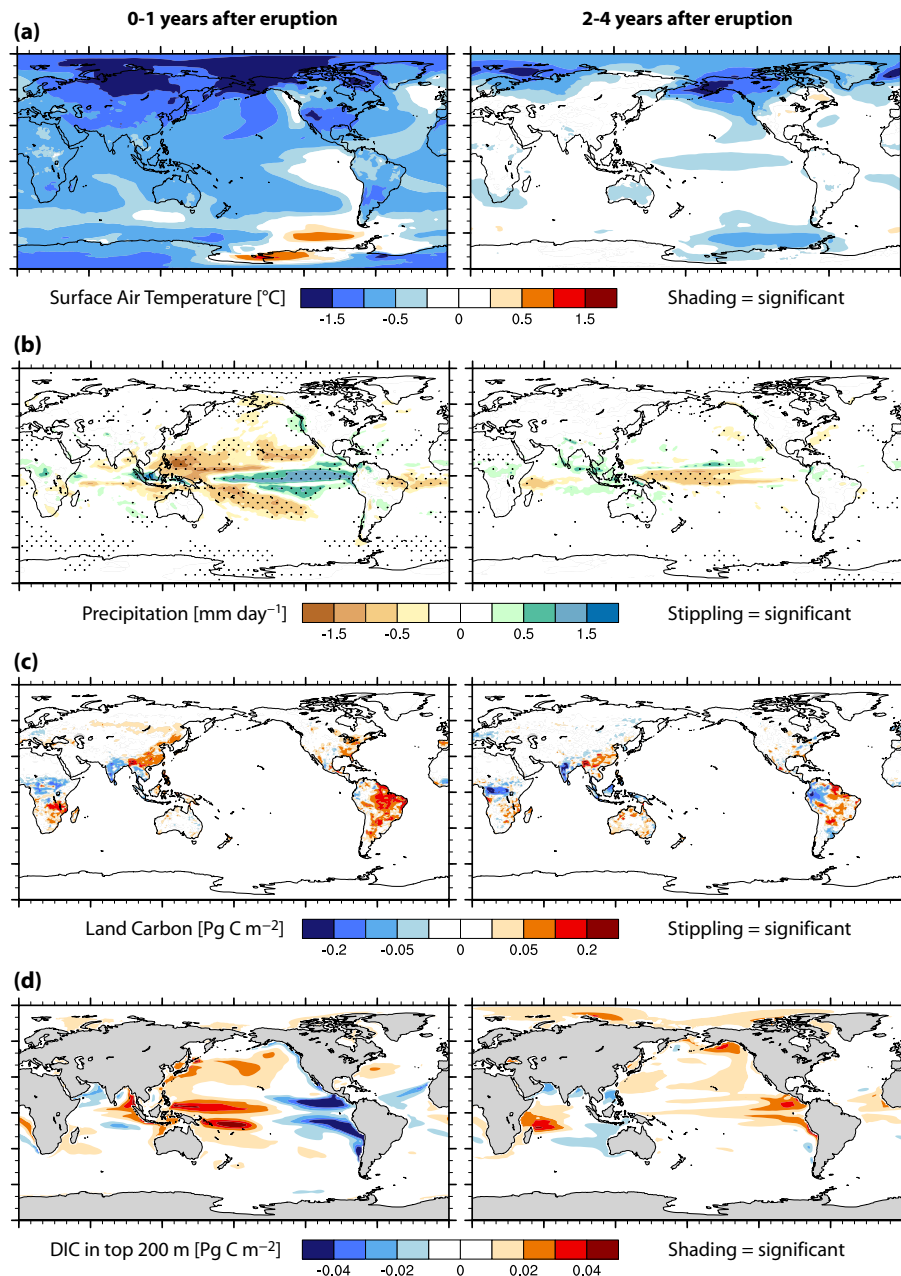 0-1 years after eruption
2-4 years after eruption
(a)
Surface Air Temperature [°C]
-1.5 -0.5 0 0.5 1.5
Shading = significant
(b)
Precipitation [mm day⁻¹]
-1.5 -0.5 0 0.5 1.5
Stippling = significant
(c)
Land Carbon [Pg C m⁻²]
-0.2 -0.05 0 0.05 0.2
Stippling = significant
(d)
DIC in top 200 m [Pg C m⁻²]
-0.04 -0.02 0 0.02 0.04
Shading = significant